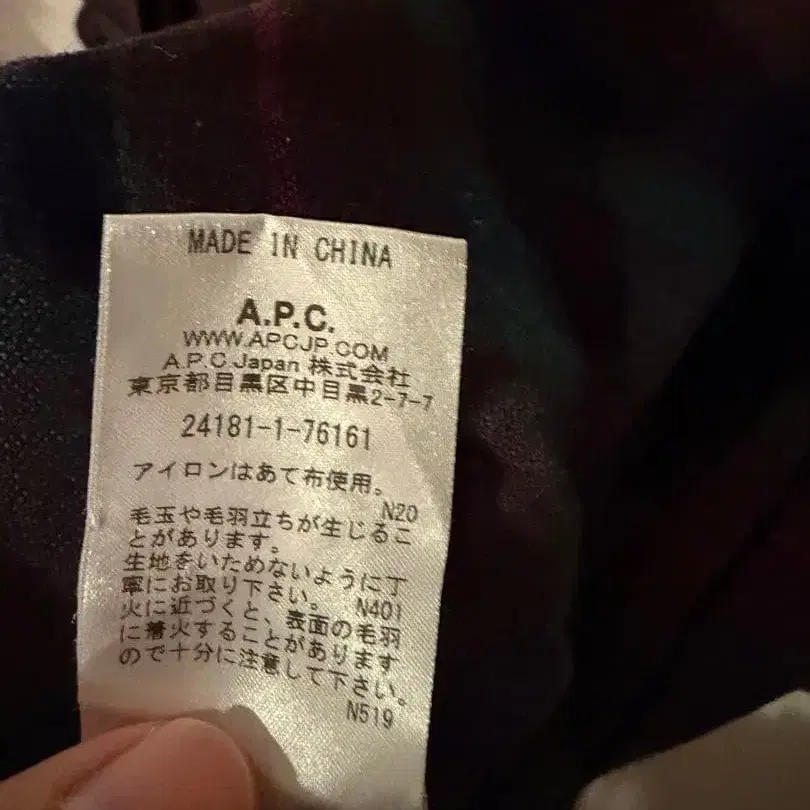 MADE IN CHINA
A.P.C.
WWW.APCJP.COM
A.P.C.Japan 株式会社
東京都目黒区中目黒2-7-7
24181-1-76161
アイロンはあて布使用。
N20
毛玉や毛羽立ちが生じるこ
とがあります。
生地をいためないように丁
寧にお取り下さい。 N401
火に近づくと、表面の毛羽
に着火することがあります
ので十分に注意して下さい。
N519